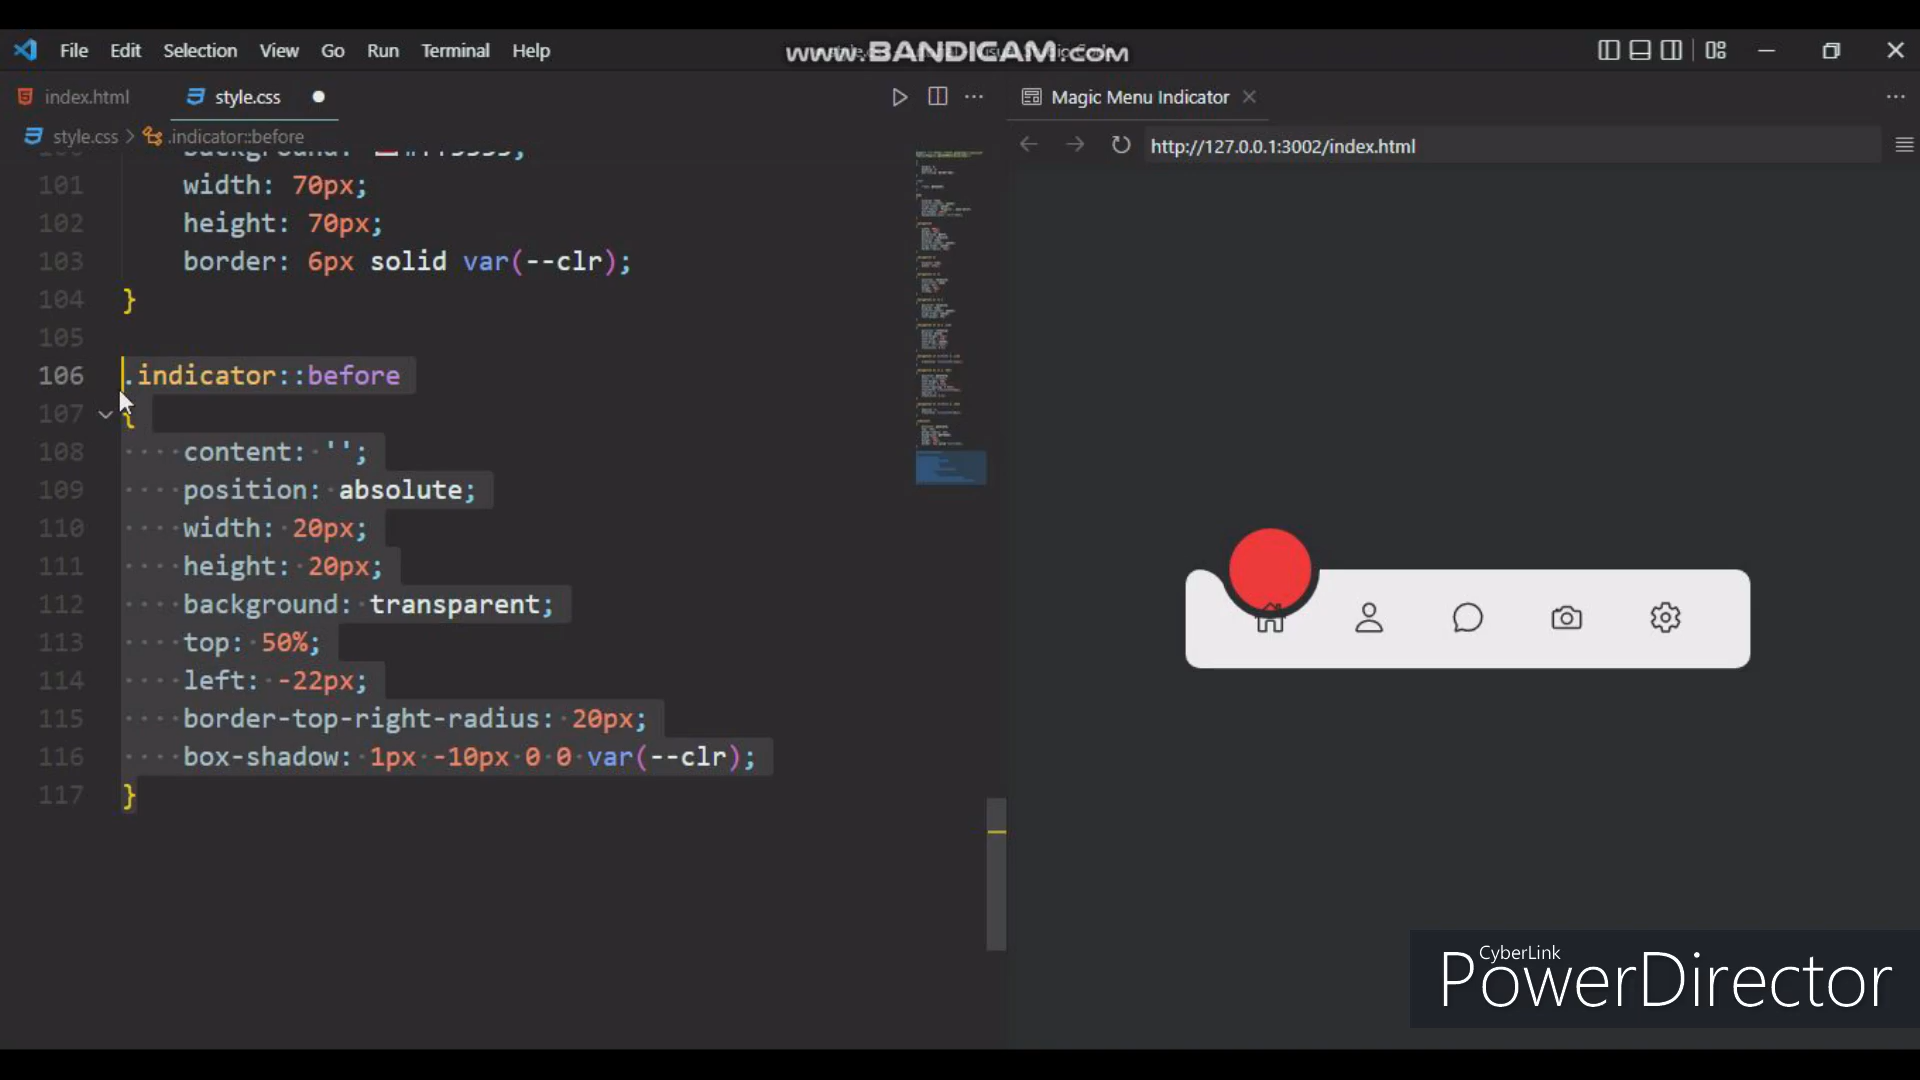 File Edit Selection View Go Run Terminal Help
www.BANDICAM.com
index.html style.css
Magic Menu Indicator
style.css > .indicator::before
http://127.0.0.1:3002/index.html
101 width: 70px;
102 height: 70px;
103 border: 6px solid var(--clr);
104 }
105
106 .indicator::before
107 {
108 content: '';
109 position: absolute;
110 width: 20px;
111 height: 20px;
112 background: transparent;
113 top: 50%;
114 left: -22px;
115 border-top-right-radius: 20px;
116 box-shadow: 1px -10px 0 0 var(--clr);
117 }
CyberLink
PowerDirector